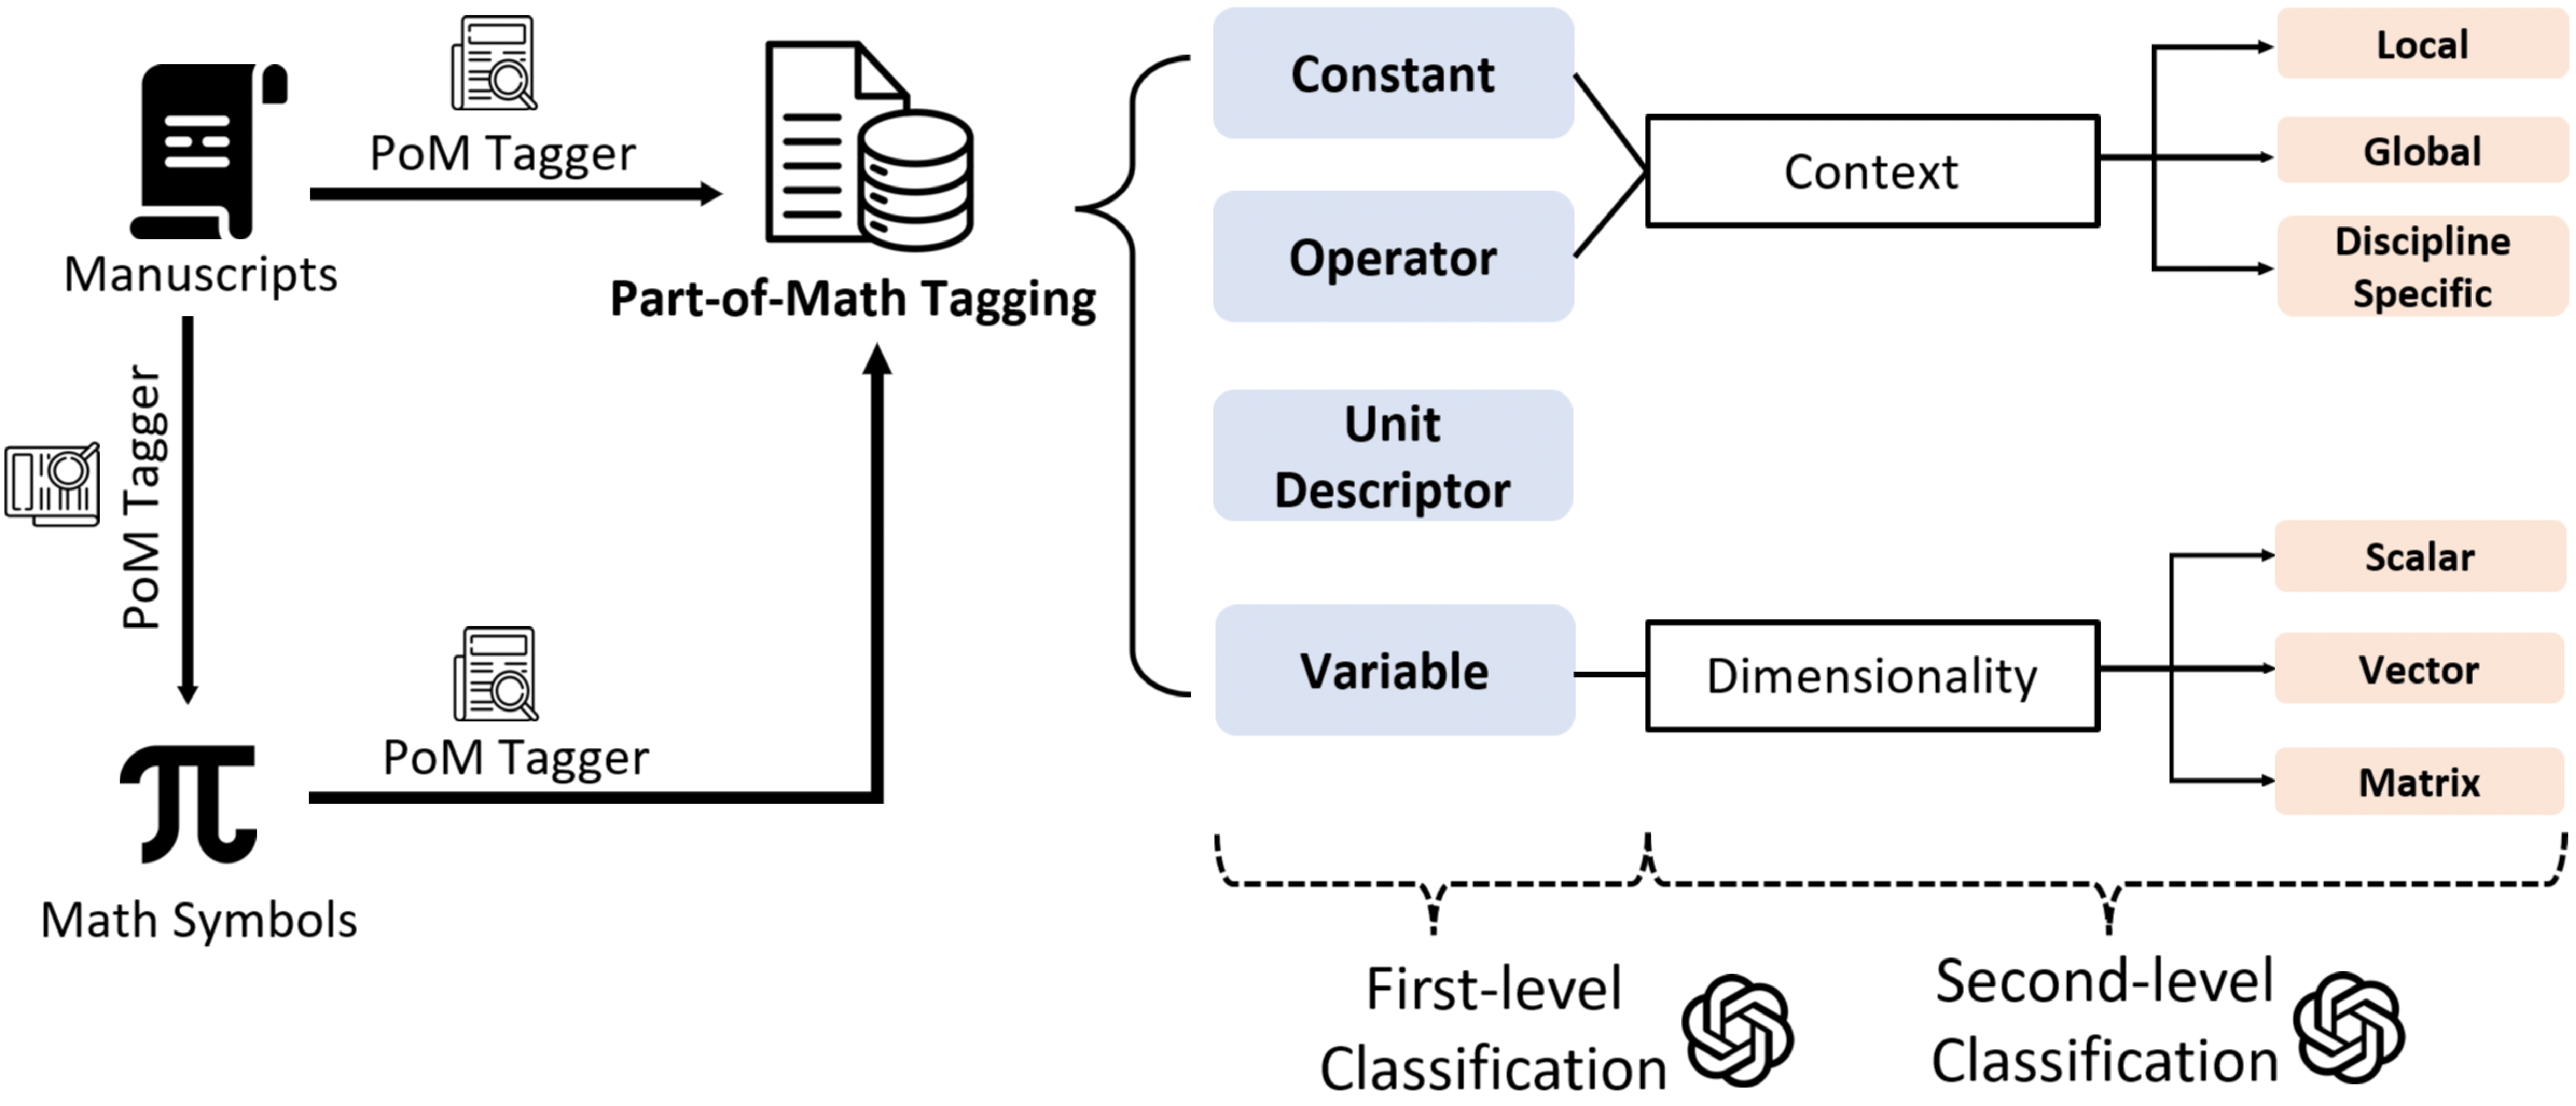 PoM Tagger
Manuscripts
Part-of-Math Tagging
PoM Tagger
PoM Tagger
Math Symbols
Constant
Operator
Unit
Descriptor
Variable
Context
Dimensionality
Local
Global
Discipline
Specific
Scalar
Vector
Matrix
First-level
Classification
Second-level
Classification